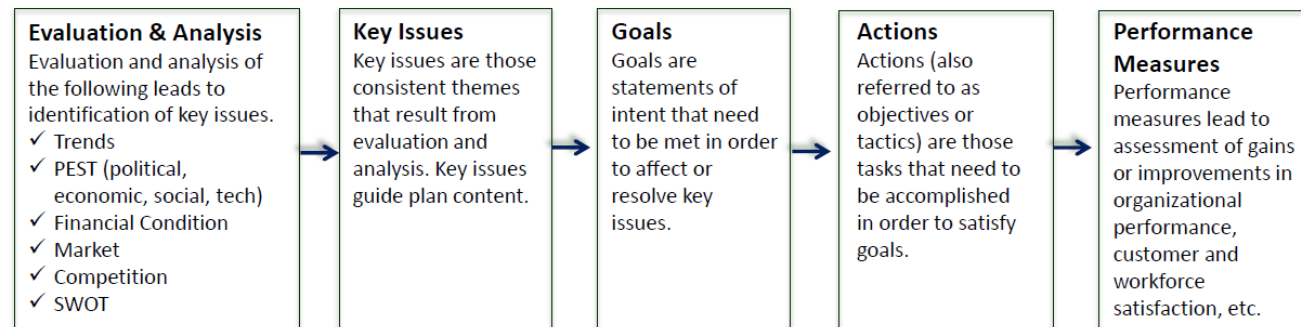 Evaluation & Analysis
Evaluation and analysis of
the following leads to
identification of key issues.
✓ Trends
✓ PEST (political,
economic, social, tech)
✓ Financial Condition
✓ Market
✓ Competition
✓ SWOT
Key Issues
Key issues are those
consistent themes
that result from
evaluation and
analysis. Key issues
guide plan content.
Goals
Goals are
statements of
intent that need
to be met in order
to affect or
resolve key
issues.
Actions
Actions (also
referred to as
objectives or
tactics) are those
tasks that need to
be accomplished
in order to satisfy
goals.
Performance
Measures
Performance
measures lead to
assessment of gains
or improvements in
organizational
performance,
customer and
workforce
satisfaction, etc.